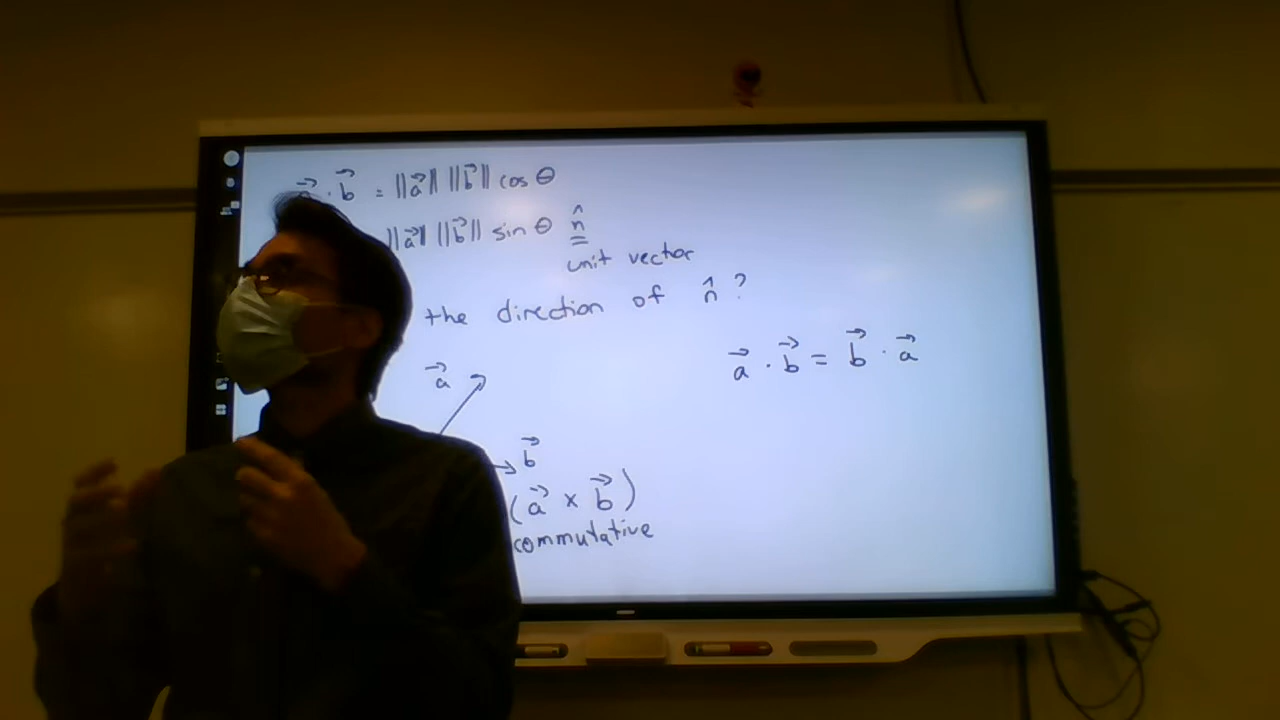 a⃗ · b⃗ = ||a⃗|| ||b⃗|| cos θ
||a⃗|| ||b⃗|| sin θ n̂
unit vector
the direction of n̂ ?
a⃗ · b⃗ = b⃗ · a⃗
a⃗
b⃗
(a⃗ × b⃗)
commutative